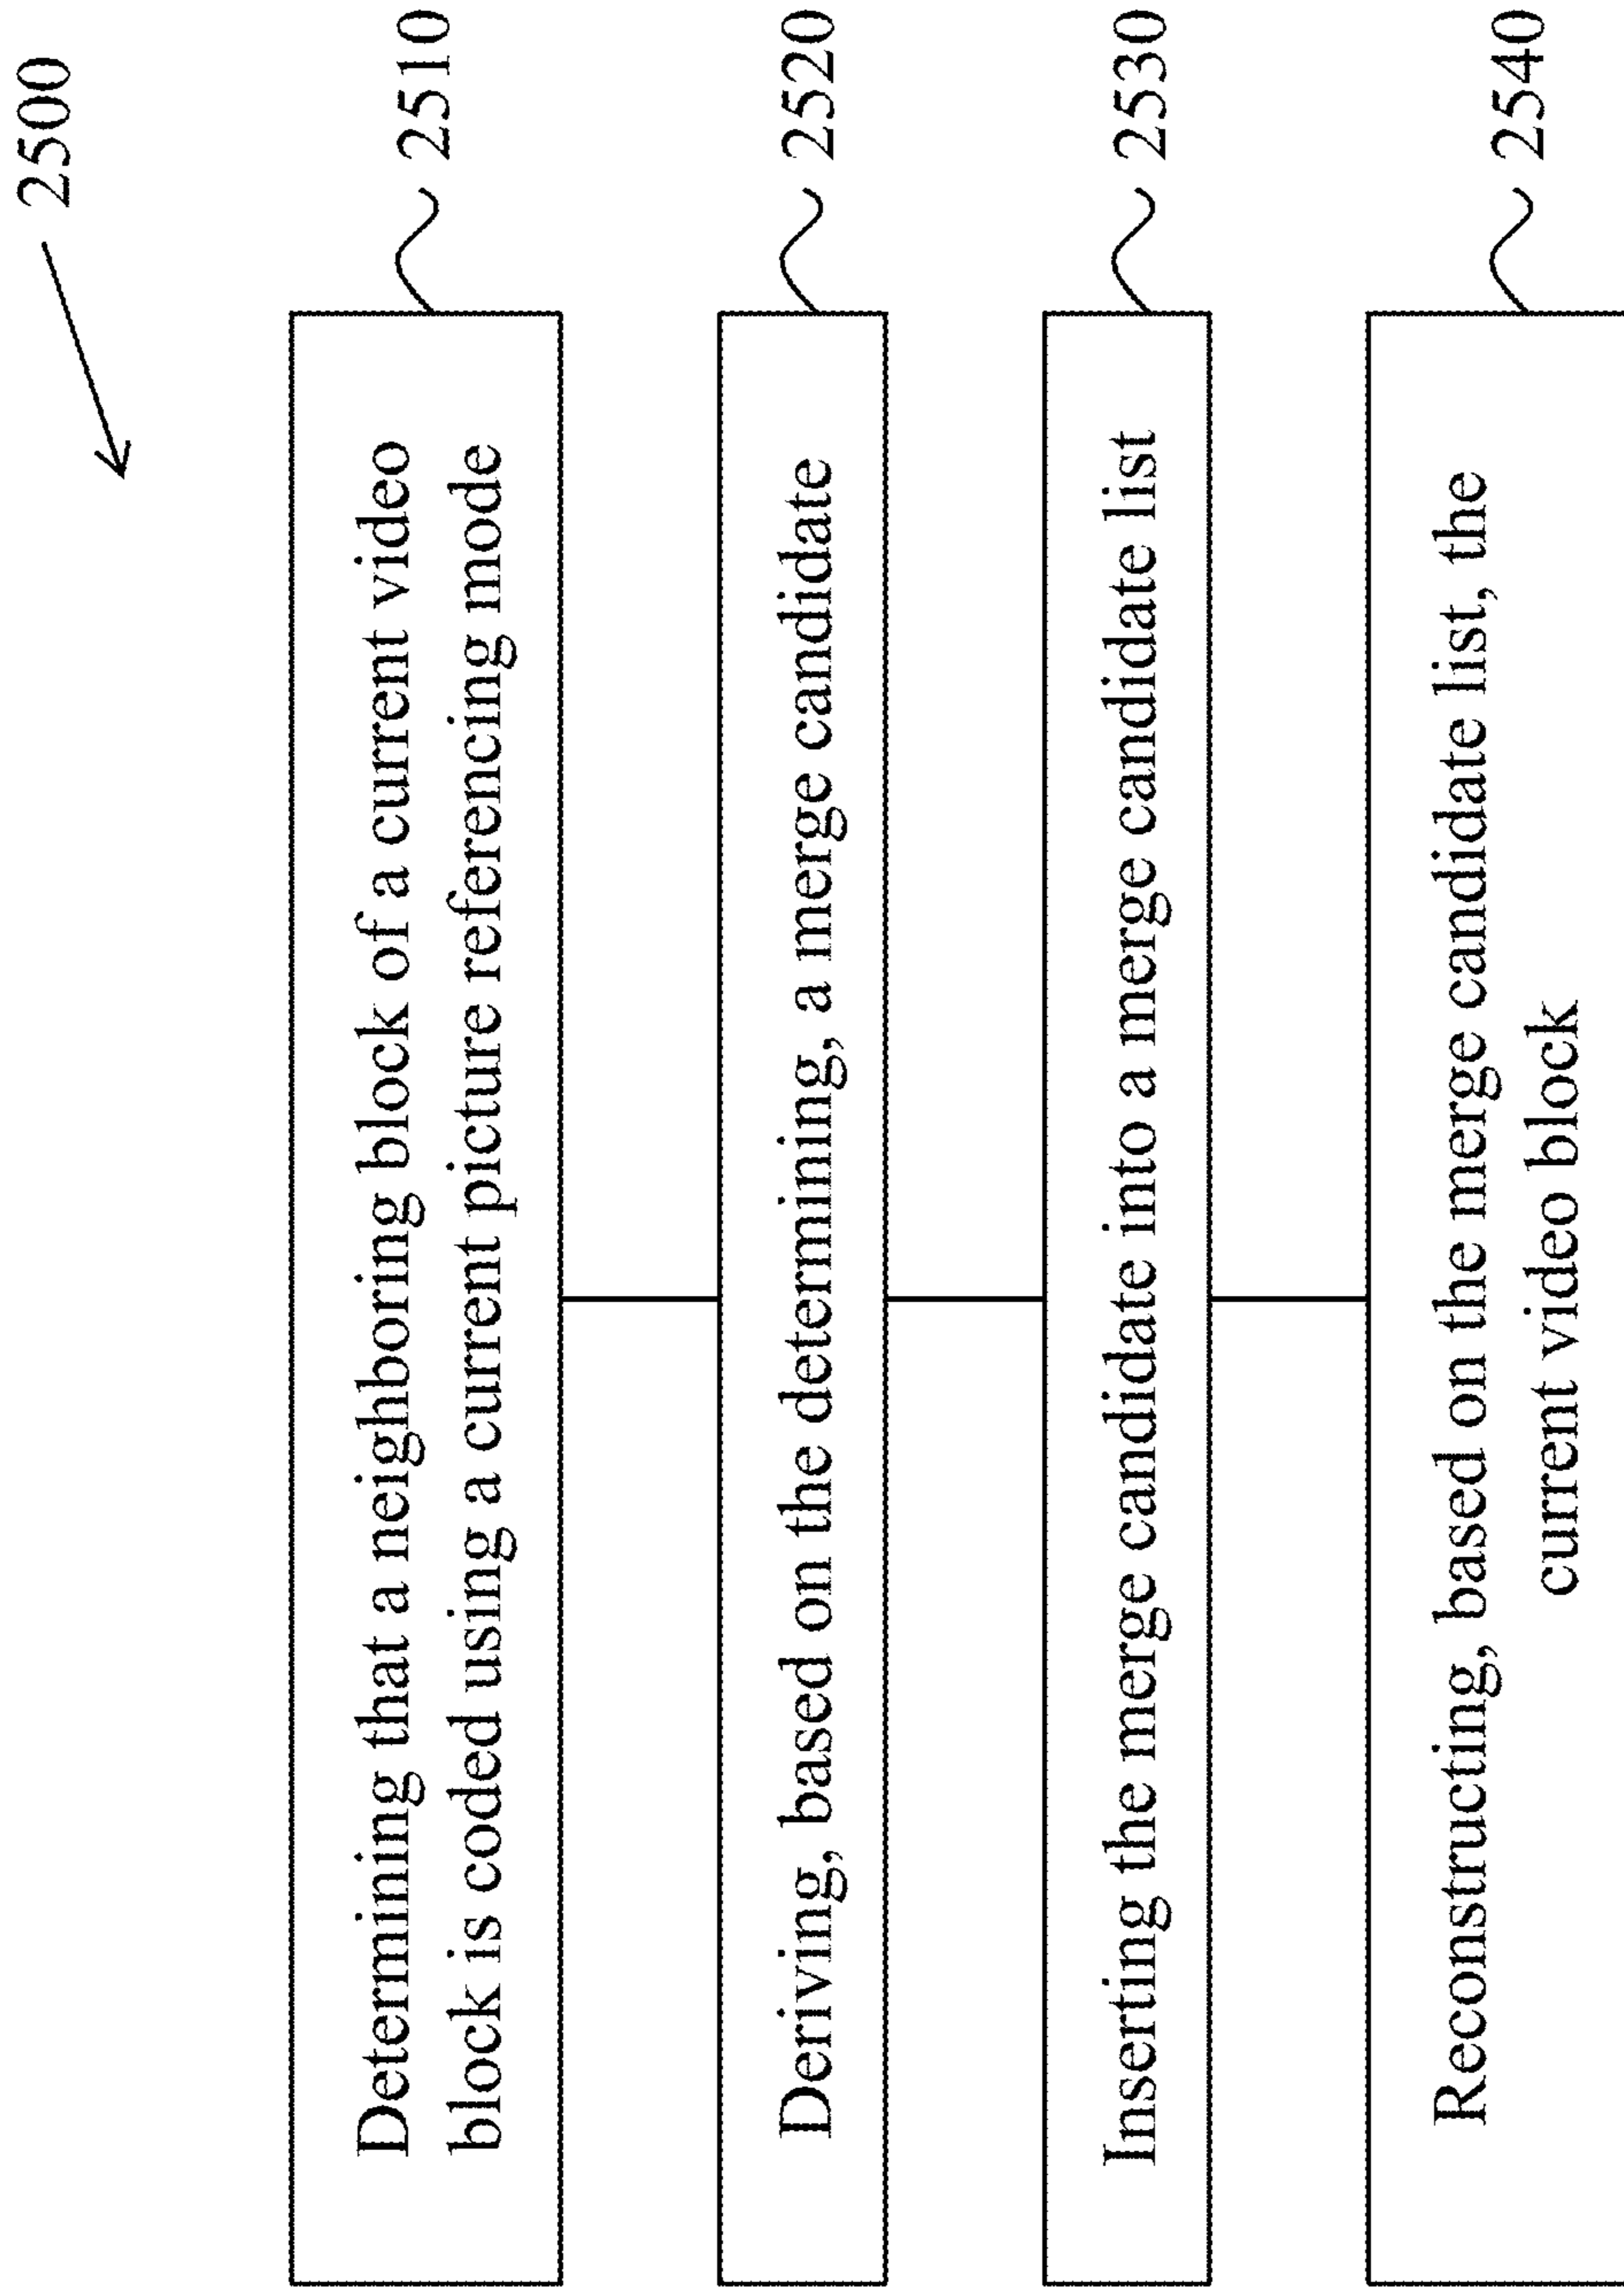 2500
Determining that a neighboring block of a current video
block is coded using a current picture referencing mode
2510
Deriving, based on the determining, a merge candidate
2520
Inserting the merge candidate into a merge candidate list
2530
Reconstructing, based on the merge candidate list, the
current video block
2540